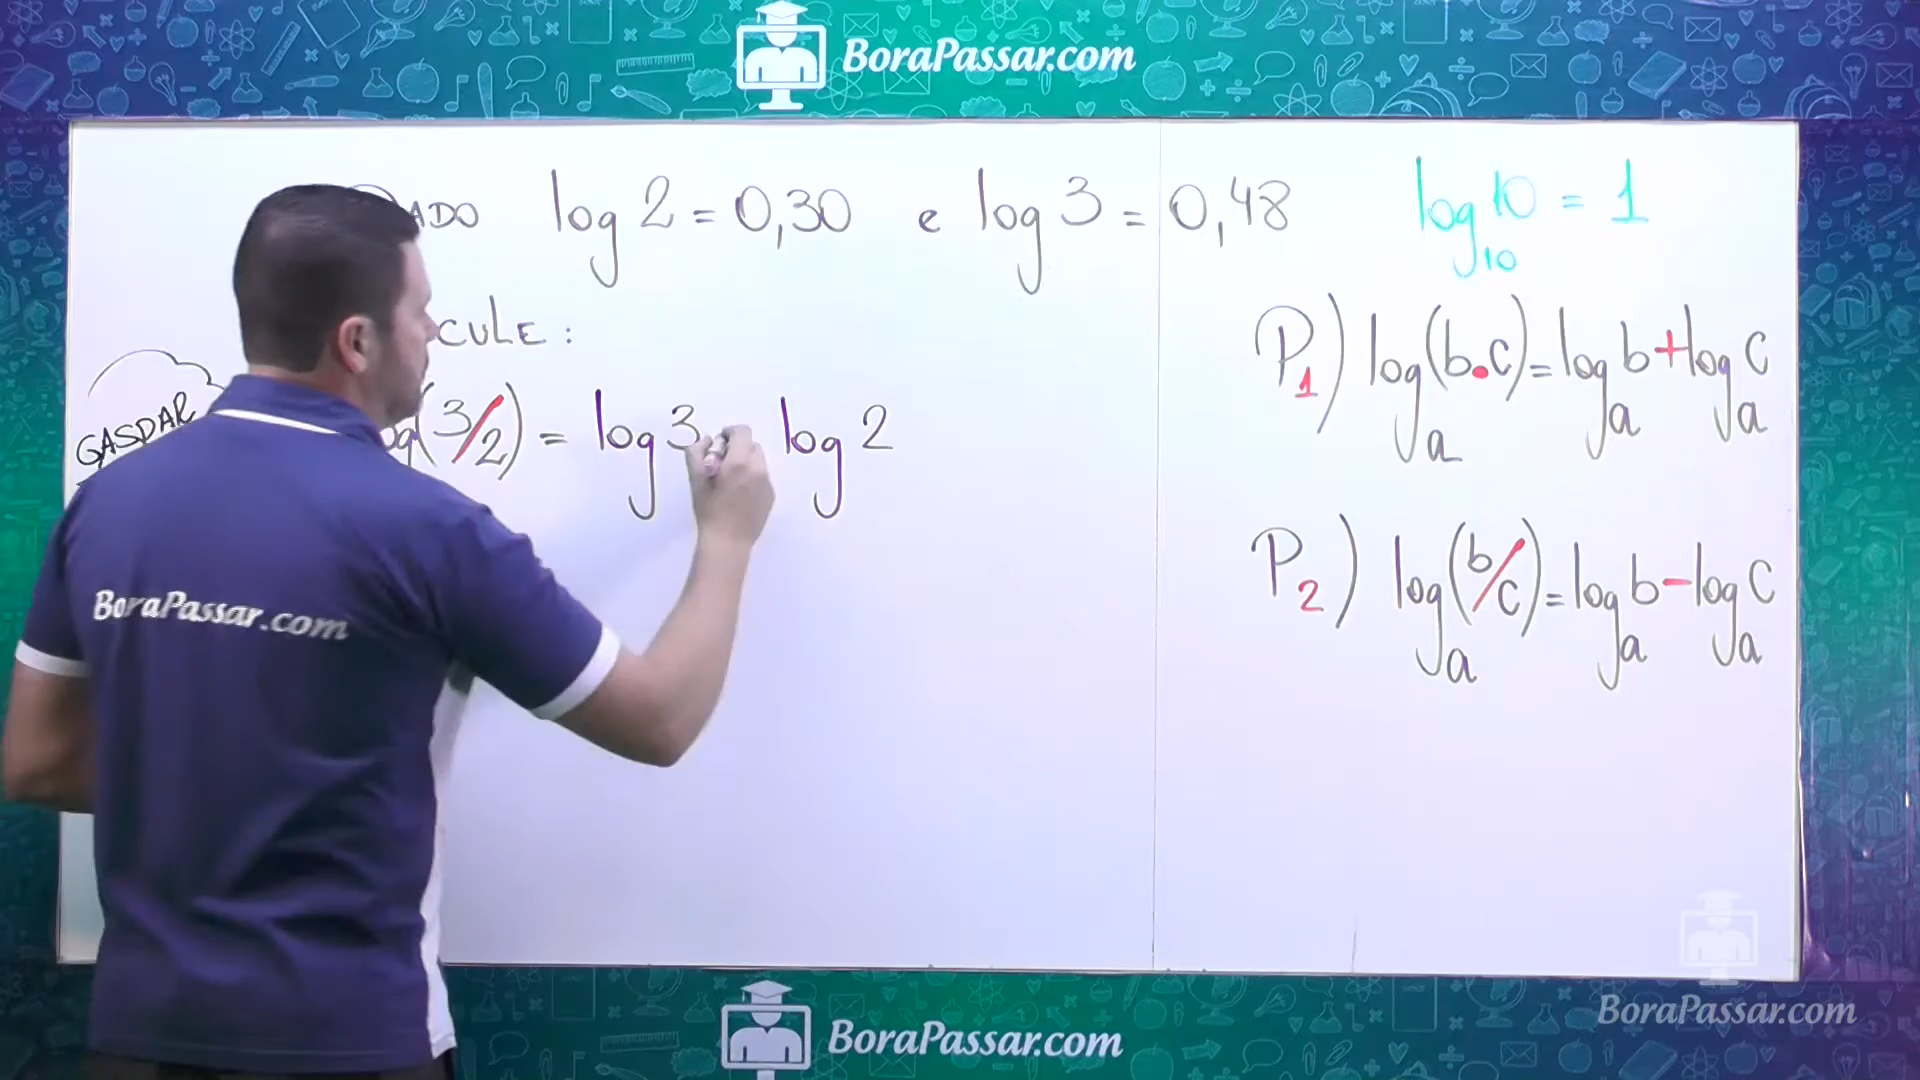 BoraPassar.com
ADO log 2 = 0,30 e log 3 = 0,48
log₁₀ 10 = 1
CULE :
GASPAR
og(3/2) = log 3 log 2
P₁) logₐ(b•c) = logₐ b + logₐ c
P₂) logₐ(b/c) = logₐ b - logₐ c
BoraPassar.com
BoraPassar.com
BoraPassar.com